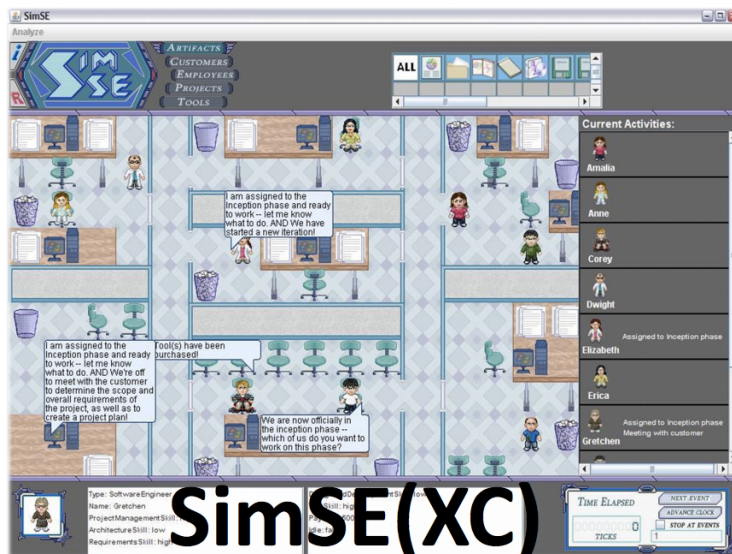 SimSE
Analyze
SIM
SE
ARTIFACTS
CUSTOMERS
EMPLOYEES
PROJECTS
TOOLS
ALL
i
R
Current Activities:
Amalia
Anne
Corey
Dwight
Assigned to Inception phase
Elizabeth
Erica
Assigned to Inception phase
Meeting with customer
Gretchen
I am assigned to the
Inception phase and ready
to work -- let me know
what to do. AND We have
started a new iteration!
I am assigned to the
Inception phase and ready
to work -- let me know
what to do. AND We're off
to meet with the customer
to determine the scope and
overall requirements of
the project, as well as to
create a project plan!
Tool(s) have been
purchased!
We are now officially in
the inception phase --
which of us do you want to
work on this phase?
Type: SoftwareEngineer
Name: Gretchen
ProjectManagementSkill:
ArchitectureSkill: low
RequirementsSkill:
SimSE(XC)
TIME ELAPSED
0
TICKS
NEXT EVENT
ADVANCE CLOCK
STOP AT EVENTS
1